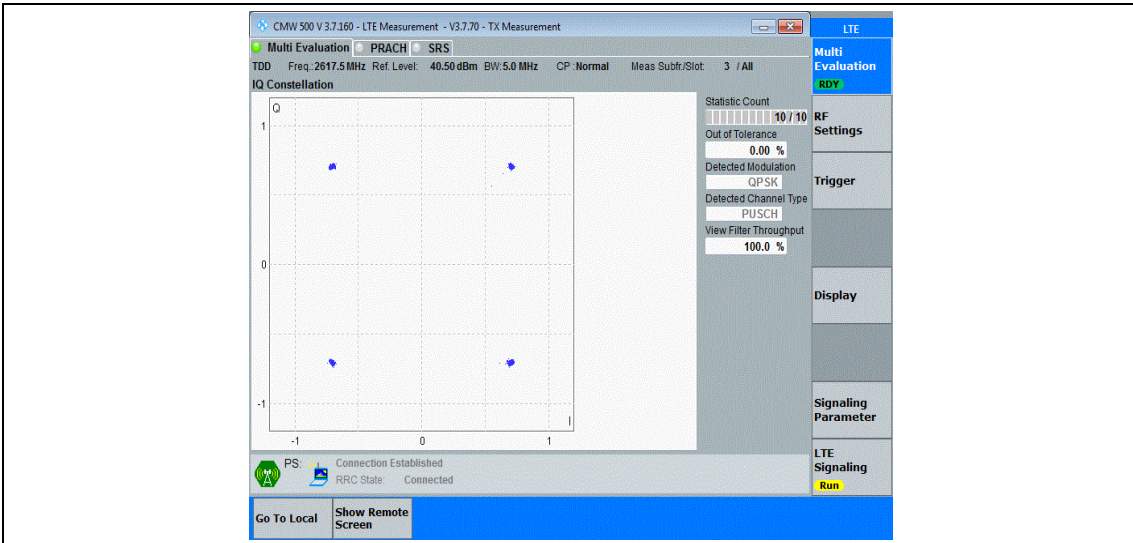 CMW 500 V 3.7.160 - LTE Measurement - V3.7.70 - TX Measurement
LTE
Multi Evaluation PRACH SRS
TDD Freq.: 2617.5 MHz Ref. Level: 40.50 dBm BW: 5.0 MHz CP : Normal Meas Subfr./Slot: 3 / All
IQ Constellation
Q
1
0
-1
I
-1 0 1
Statistic Count
10 / 10
Out of Tolerance
0.00 %
Detected Modulation
QPSK
Detected Channel Type
PUSCH
View Filter Throughput
100.0 %
Multi
Evaluation
RDY
RF
Settings
Trigger
Display
Signaling
Parameter
LTE
Signaling
Run
PS: Connection Established
RRC State: Connected
Go To Local
Show Remote
Screen